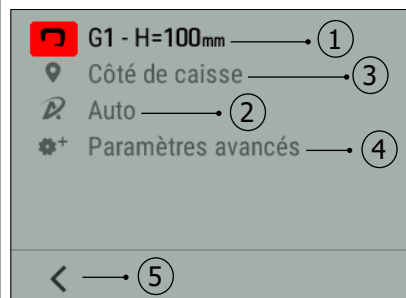 G1 - H=100mm 1
Côté de caisse 3
Auto 2
Paramètres avancés 4
5